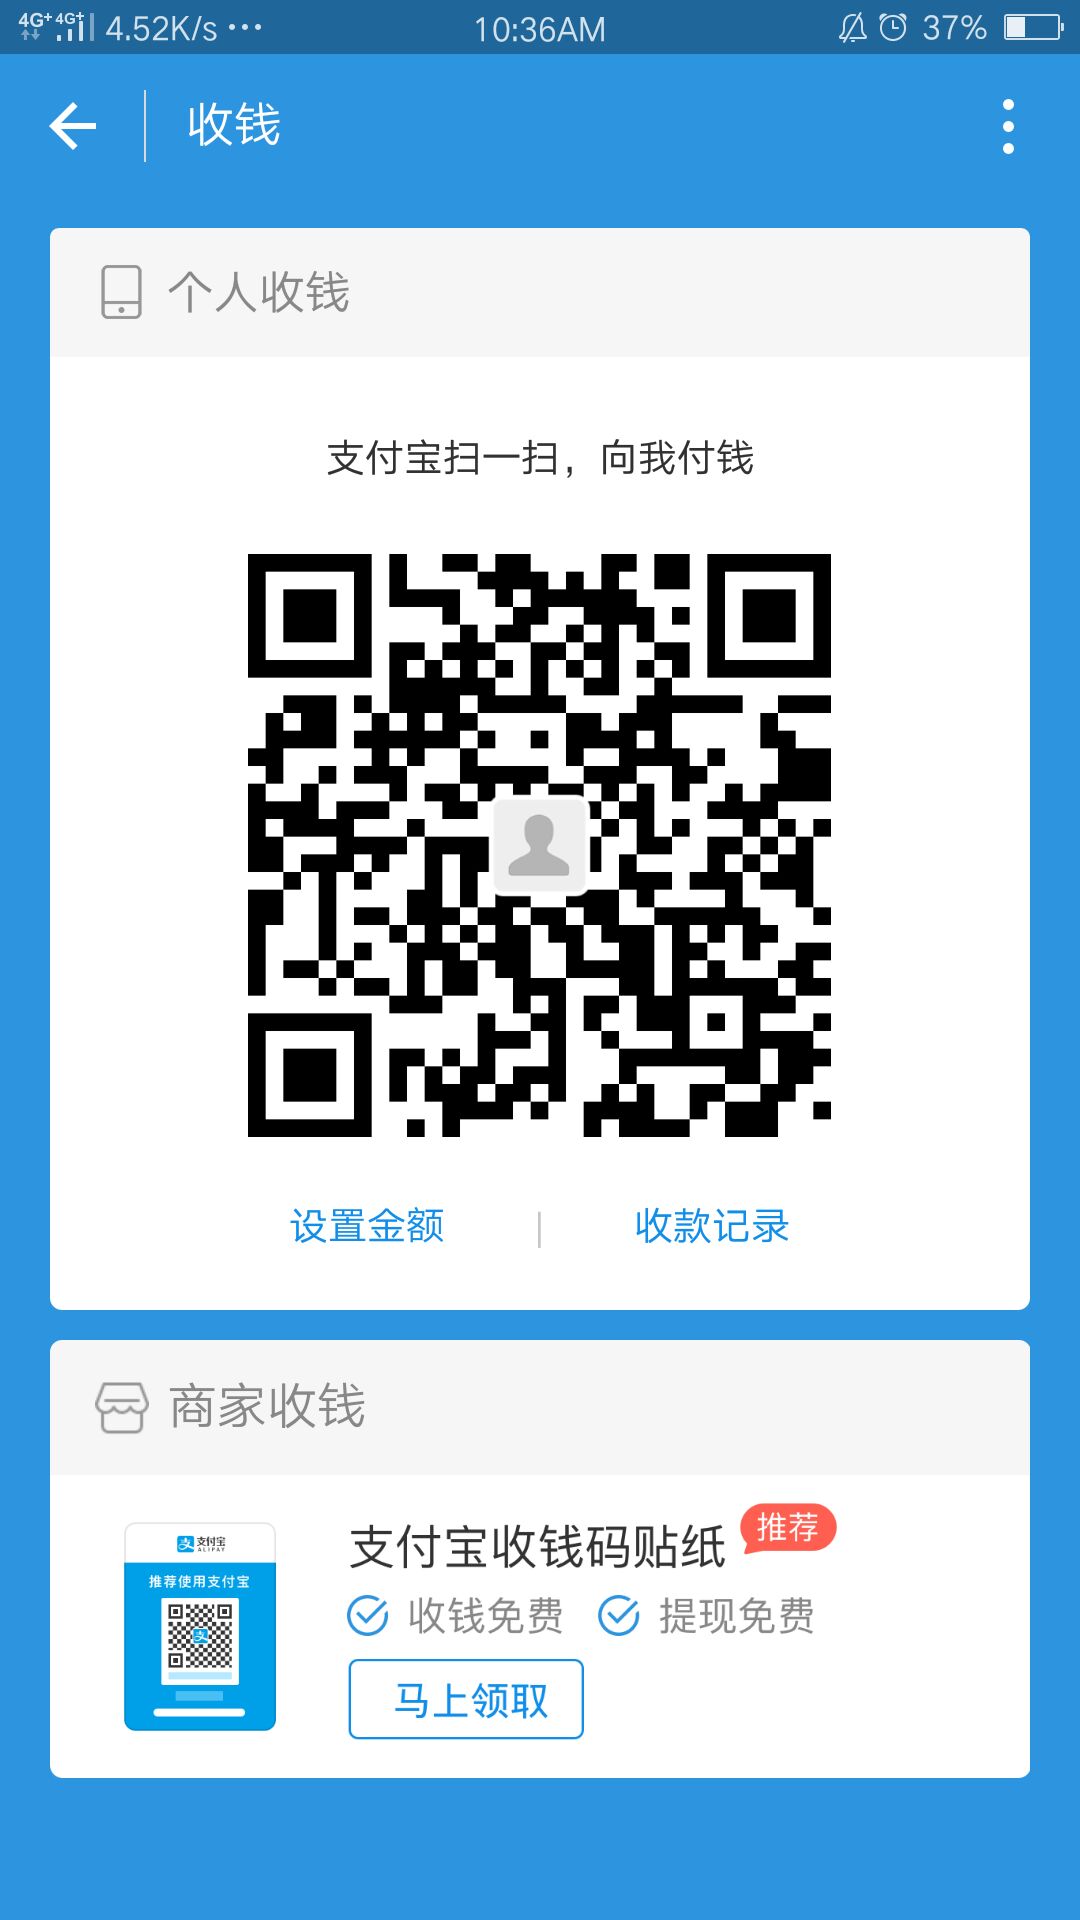 4G+ 4G+ 4.52K/s ··· 10:36AM 37%
收钱
个人收钱
支付宝扫一扫，向我付钱
设置金额 | 收款记录
商家收钱
支付宝收钱码贴纸 推荐
收钱免费 提现免费
马上领取
支付宝
ALIPAY
推荐使用支付宝